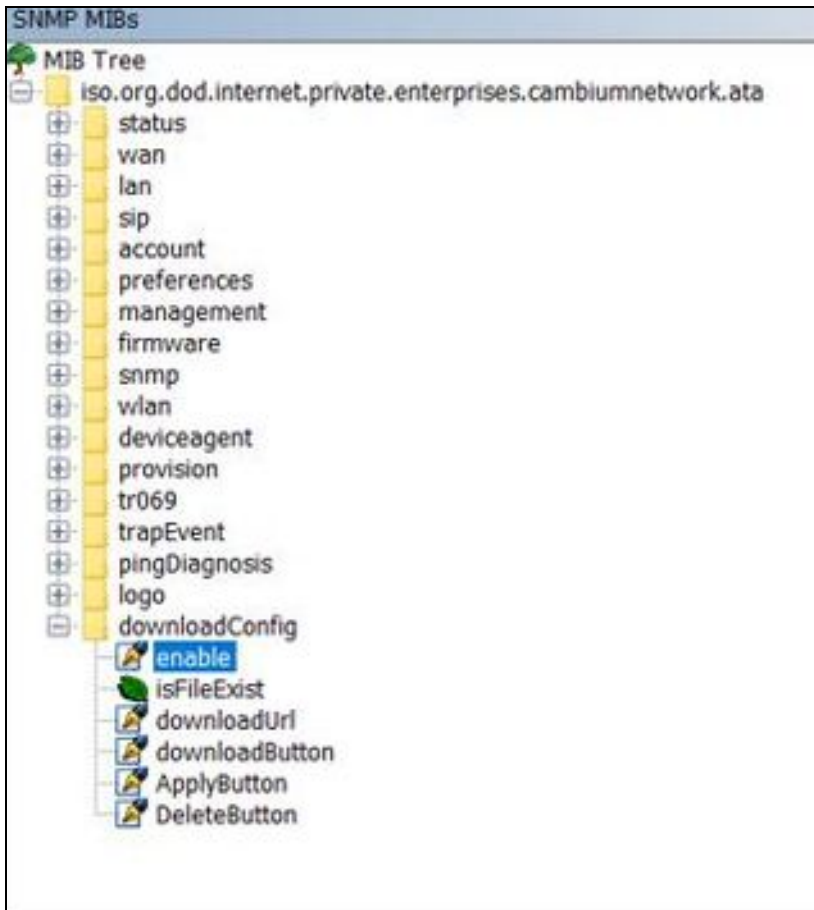 SNMP MIBs
MIB Tree
iso.org.dod.internet.private.enterprises.cambiumnetwork.ata
status
wan
lan
sip
account
preferences
management
firmware
snmp
wlan
deviceagent
provision
tr069
trapEvent
pingDiagnosis
logo
downloadConfig
enable
isFileExist
downloadUrl
downloadButton
ApplyButton
DeleteButton